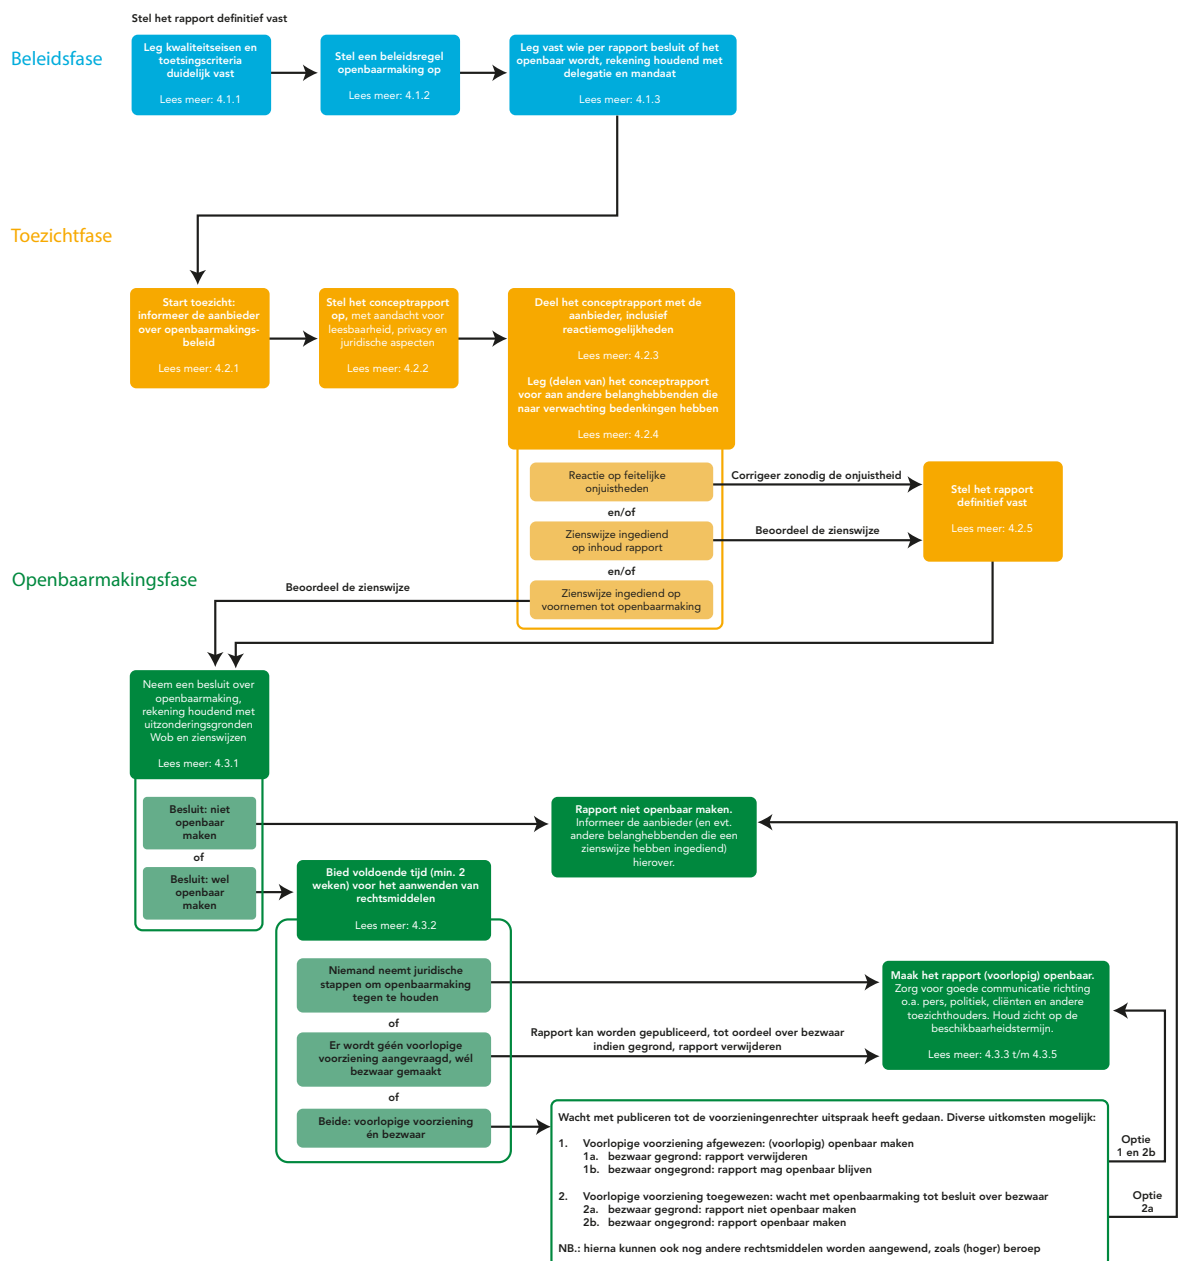 Stel het rapport definitief vast
Beleidsfase
Leg kwaliteitseisen en
toetsingscriteria
duidelijk vast
Lees meer: 4.1.1
Stel een beleidsregel
openbaarmaking op
Lees meer: 4.1.2
Leg vast wie per rapport besluit of het
openbaar wordt, rekening houdend met
delegatie en mandaat
Lees meer: 4.1.3
Toezichtfase
Start toezicht:
informeer de aanbieder
over openbaarmakings-
beleid
Lees meer: 4.2.1
Stel het conceptrapport
op, met aandacht voor
leesbaarheid, privacy en
juridische aspecten
Lees meer: 4.2.2
Deel het conceptrapport met de
aanbieder, inclusief
reactiemogelijkheden
Lees meer: 4.2.3
Leg (delen van) het conceptrapport
voor aan andere belanghebbenden die
naar verwachting bedenkingen hebben
Lees meer: 4.2.4
Reactie op feitelijke
onjuistheden
en/of
Zienswijze ingediend
op inhoud rapport
en/of
Zienswijze ingediend op
voornemen tot openbaarmaking
Corrigeer zonodig de onjuistheid
Beoordeel de zienswijze
Stel het rapport
definitief vast
Lees meer: 4.2.5
Openbaarmakingsfase
Beoordeel de zienswijze
Neem een besluit over
openbaarmaking,
rekening houdend met
uitzonderingsgronden
Wob en zienswijzen
Lees meer: 4.3.1
Besluit: niet
openbaar
maken
of
Besluit: wel
openbaar
maken
Rapport niet openbaar maken.
Informeer de aanbieder (en evt.
andere belanghebbenden die een
zienswijze hebben ingediend)
hierover.
Bied voldoende tijd (min. 2
weken) voor het aanwenden van
rechtsmiddelen
Lees meer: 4.3.2
Niemand neemt juridische
stappen om openbaarmaking
tegen te houden
of
Er wordt géén voorlopige
voorziening aangevraagd, wél
bezwaar gemaakt
of
Beide: voorlopige voorziening
én bezwaar
Rapport kan worden gepubliceerd, tot oordeel over bezwaar
indien gegrond, rapport verwijderen
Maak het rapport (voorlopig) openbaar.
Zorg voor goede communicatie richting
o.a. pers, politiek, cliënten en andere
toezichthouders. Houd zicht op de
beschikbaarheidstermijn.
Lees meer: 4.3.3 t/m 4.3.5
Wacht met publiceren tot de voorzieningenrechter uitspraak heeft gedaan. Diverse uitkomsten mogelijk:
1. Voorlopige voorziening afgewezen: (voorlopig) openbaar maken
1a. bezwaar gegrond: rapport verwijderen
1b. bezwaar ongegrond: rapport mag openbaar blijven
2. Voorlopige voorziening toegewezen: wacht met openbaarmaking tot besluit over bezwaar
2a. bezwaar gegrond: rapport niet openbaar maken
2b. bezwaar ongegrond: rapport openbaar maken
NB.: hierna kunnen ook nog andere rechtsmiddelen worden aangewend, zoals (hoger) beroep
Optie
1 en 2b
Optie
2a